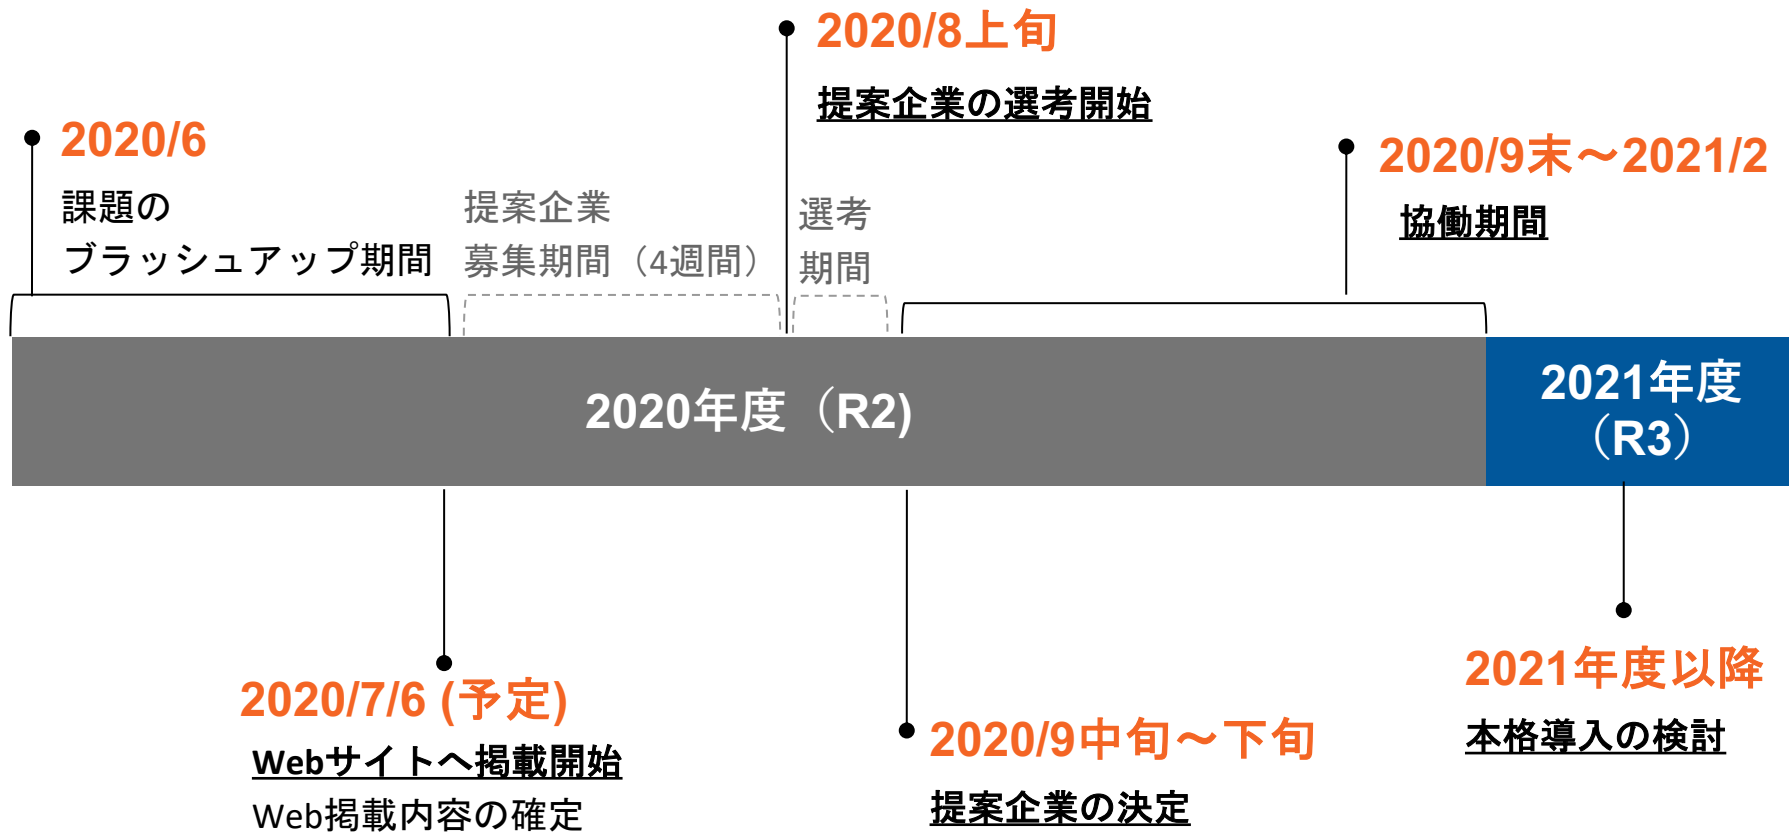 2020/8上旬
提案企業の選考開始
2020/6
課題の
ブラッシュアップ期間
提案企業
募集期間（4週間）
選考
期間
2020/9末～2021/2
協働期間
2020年度（R2)
2021年度
（R3）
2020/7/6 (予定)
Webサイトへ掲載開始
Web掲載内容の確定
2020/9中旬～下旬
提案企業の決定
2021年度以降
本格導入の検討